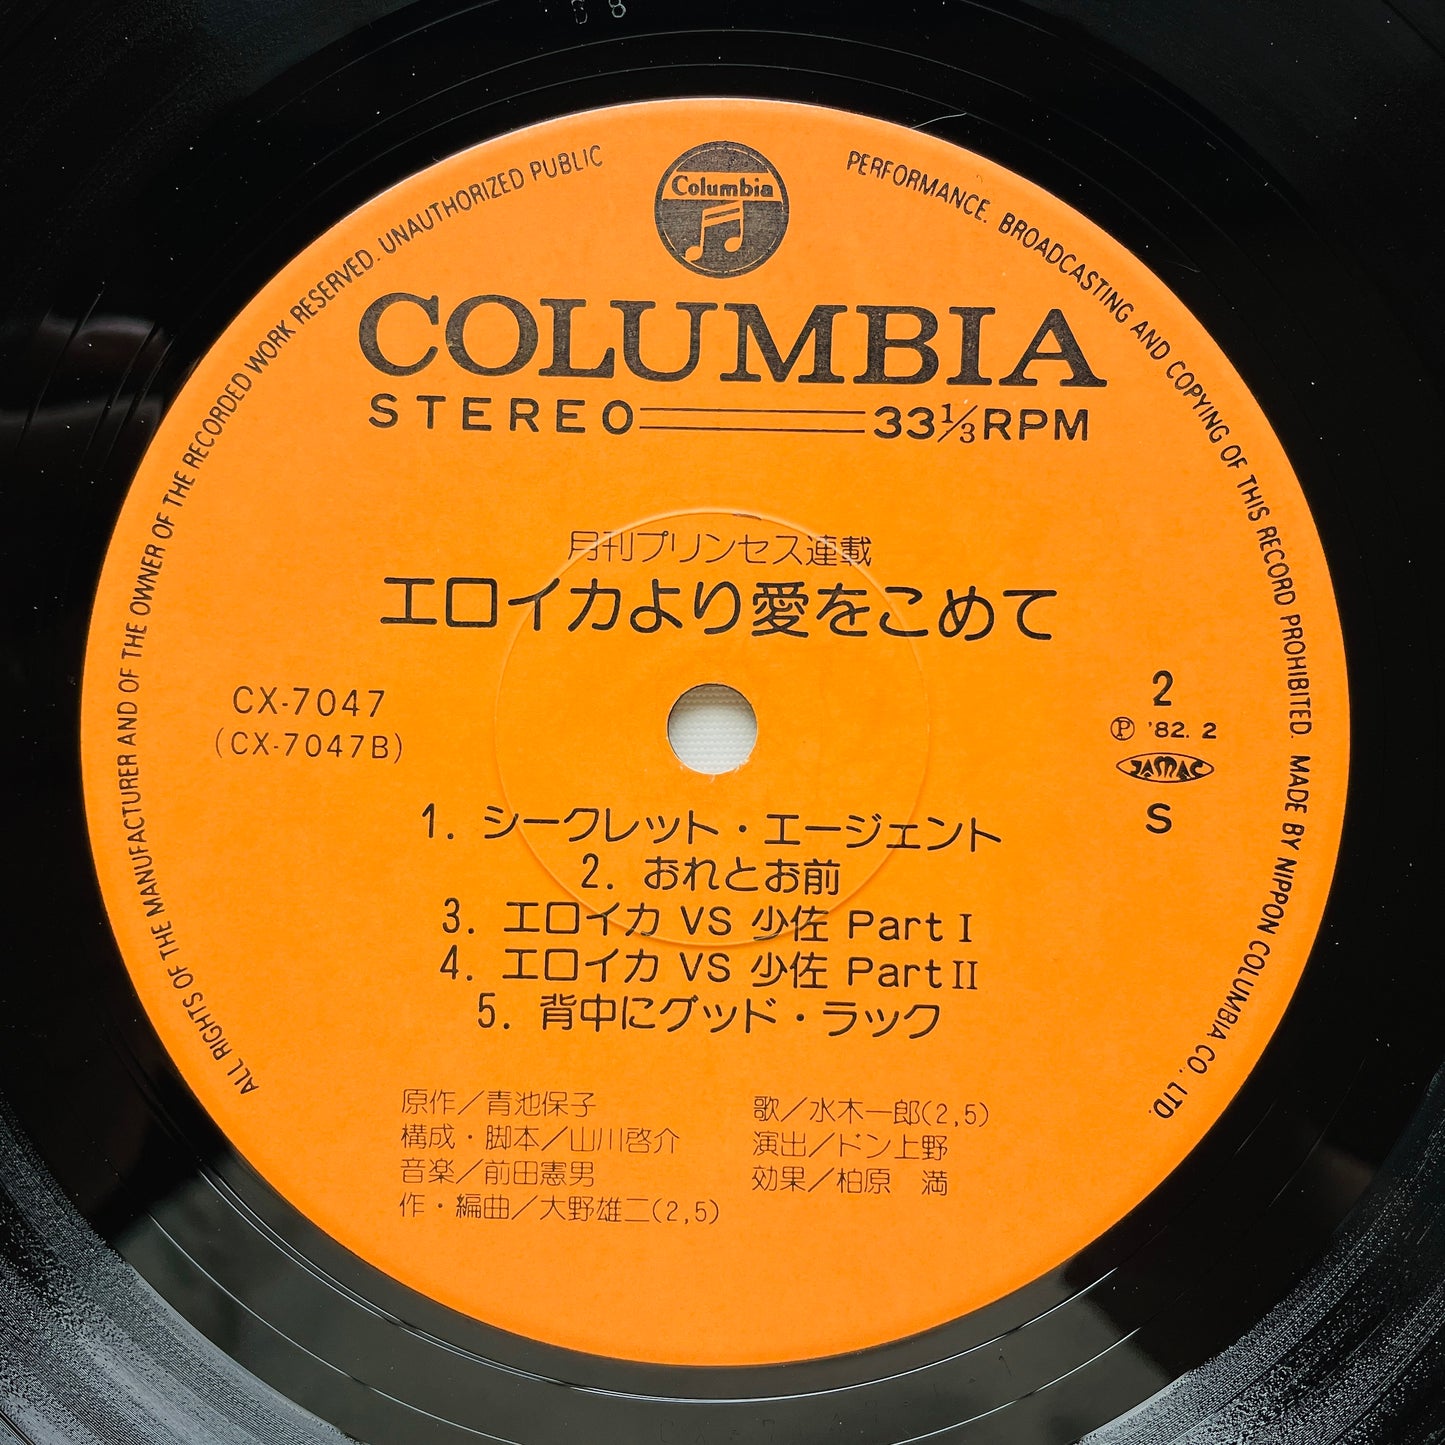 Columbia
ALL RIGHTS OF THE MANUFACTURER AND OF THE OWNER OF THE RECORDED WORK RESERVED. UNAUTHORIZED PUBLIC PERFORMANCE. BROADCASTING AND COPYING OF THIS RECORD PROHIBITED. MADE BY NIPPON COLUMBIA CO., LTD.
COLUMBIA
STEREO 33 1/3 RPM
月刊プリンセス連載
エロイカより愛をこめて
CX-7047
(CX-7047B)
2
Ⓟ '82. 2
JASRAC
S
1. シークレット・エージェント
2. おれとお前
3. エロイカ VS 少佐 Part I
4. エロイカ VS 少佐 Part II
5. 背中にグッド・ラック
原作/青池保子
構成・脚本/山川啓介
音楽/前田憲男
作・編曲/大野雄二(2,5)
歌/水木一郎(2,5)
演出/ドン上野
効果/柏原 満